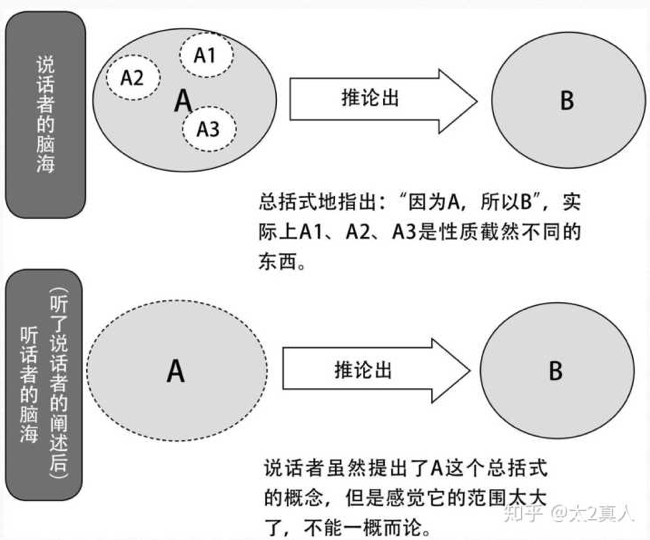 说话者的脑海
A1
A2
A
A3
推论出
B
总括式地指出：“因为A，所以B”，实
际上A1、A2、A3是性质截然不同的
东西。
（听了说话者的阐述后）
听话者的脑海
A
推论出
B
说话者虽然提出了A这个总括式
的概念，但是感觉它的范围太大
了，不能一概而论。
知乎 @太2真人